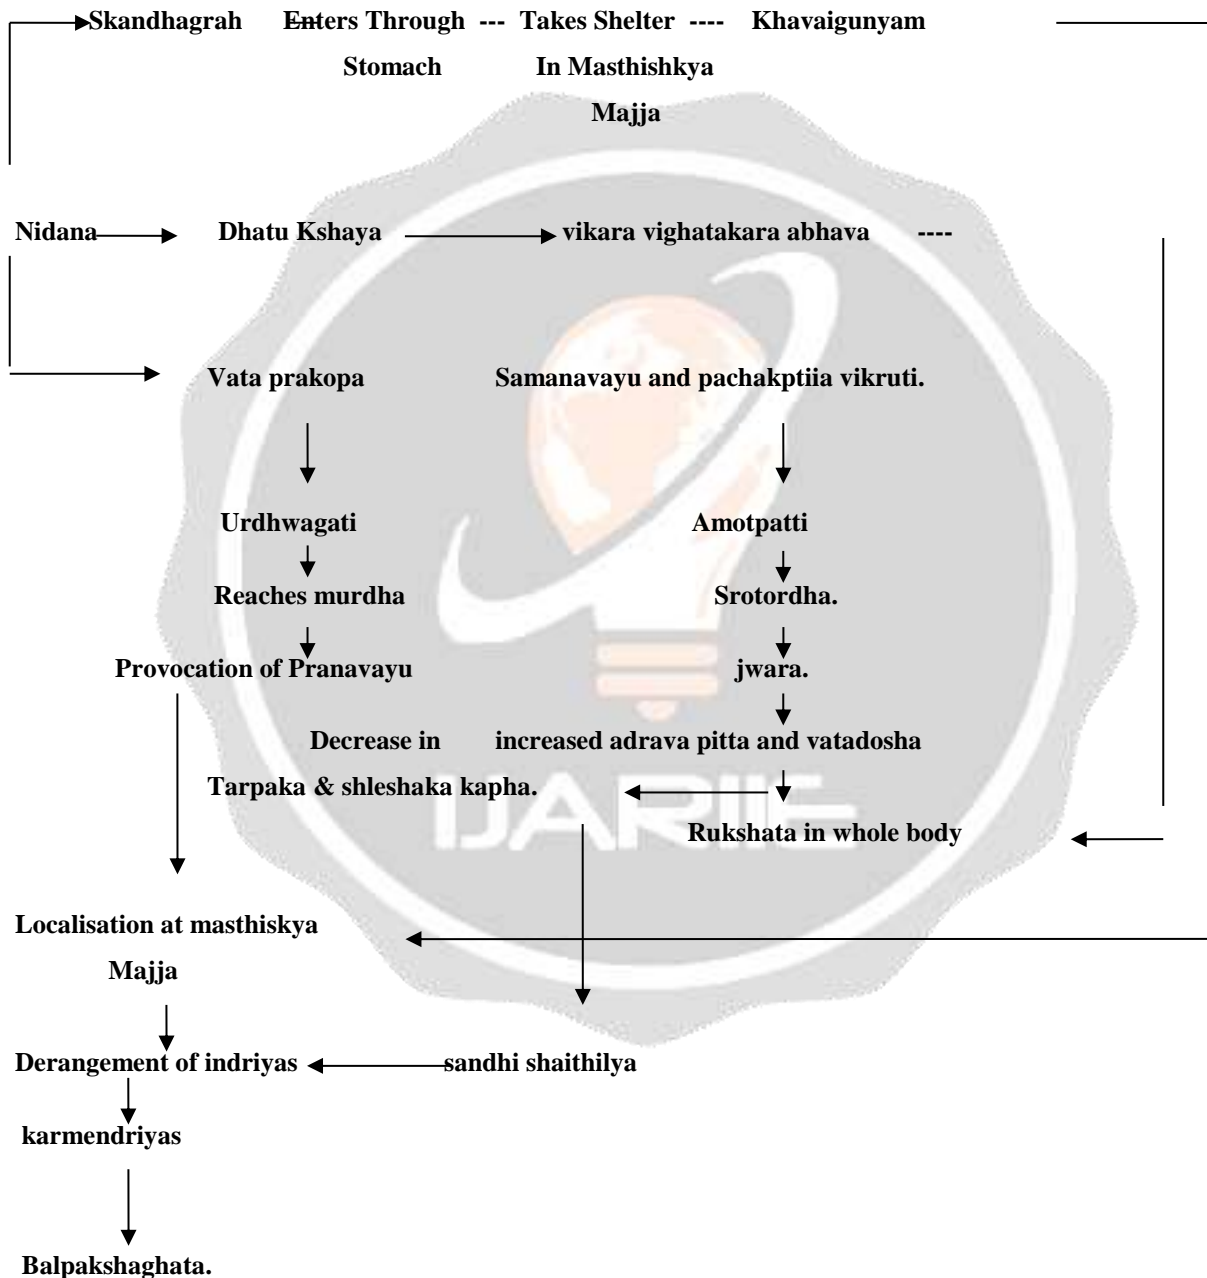 Skandhagrah Enters Through --- Takes Shelter ---- Khavaigunyam
Stomach In Masthishkya
Majja
Nidana Dhatu Kshaya vikara vighatakara abhava ----
Vata prakopa Samanavayu and pachakptiia vikruti.
Urdhwagati Amotpatti
Reaches murdha Srotordha.
Provocation of Pranavayu jwara.
Decrease in increased adrava pitta and vatadosha
Tarpaka & shleshaka kapha.
IJARIIE
Rukshata in whole body
Localisation at masthiskya
Majja
Derangement of indriyas sandhi shaithilya
karmendriyas
Balpakshaghata.